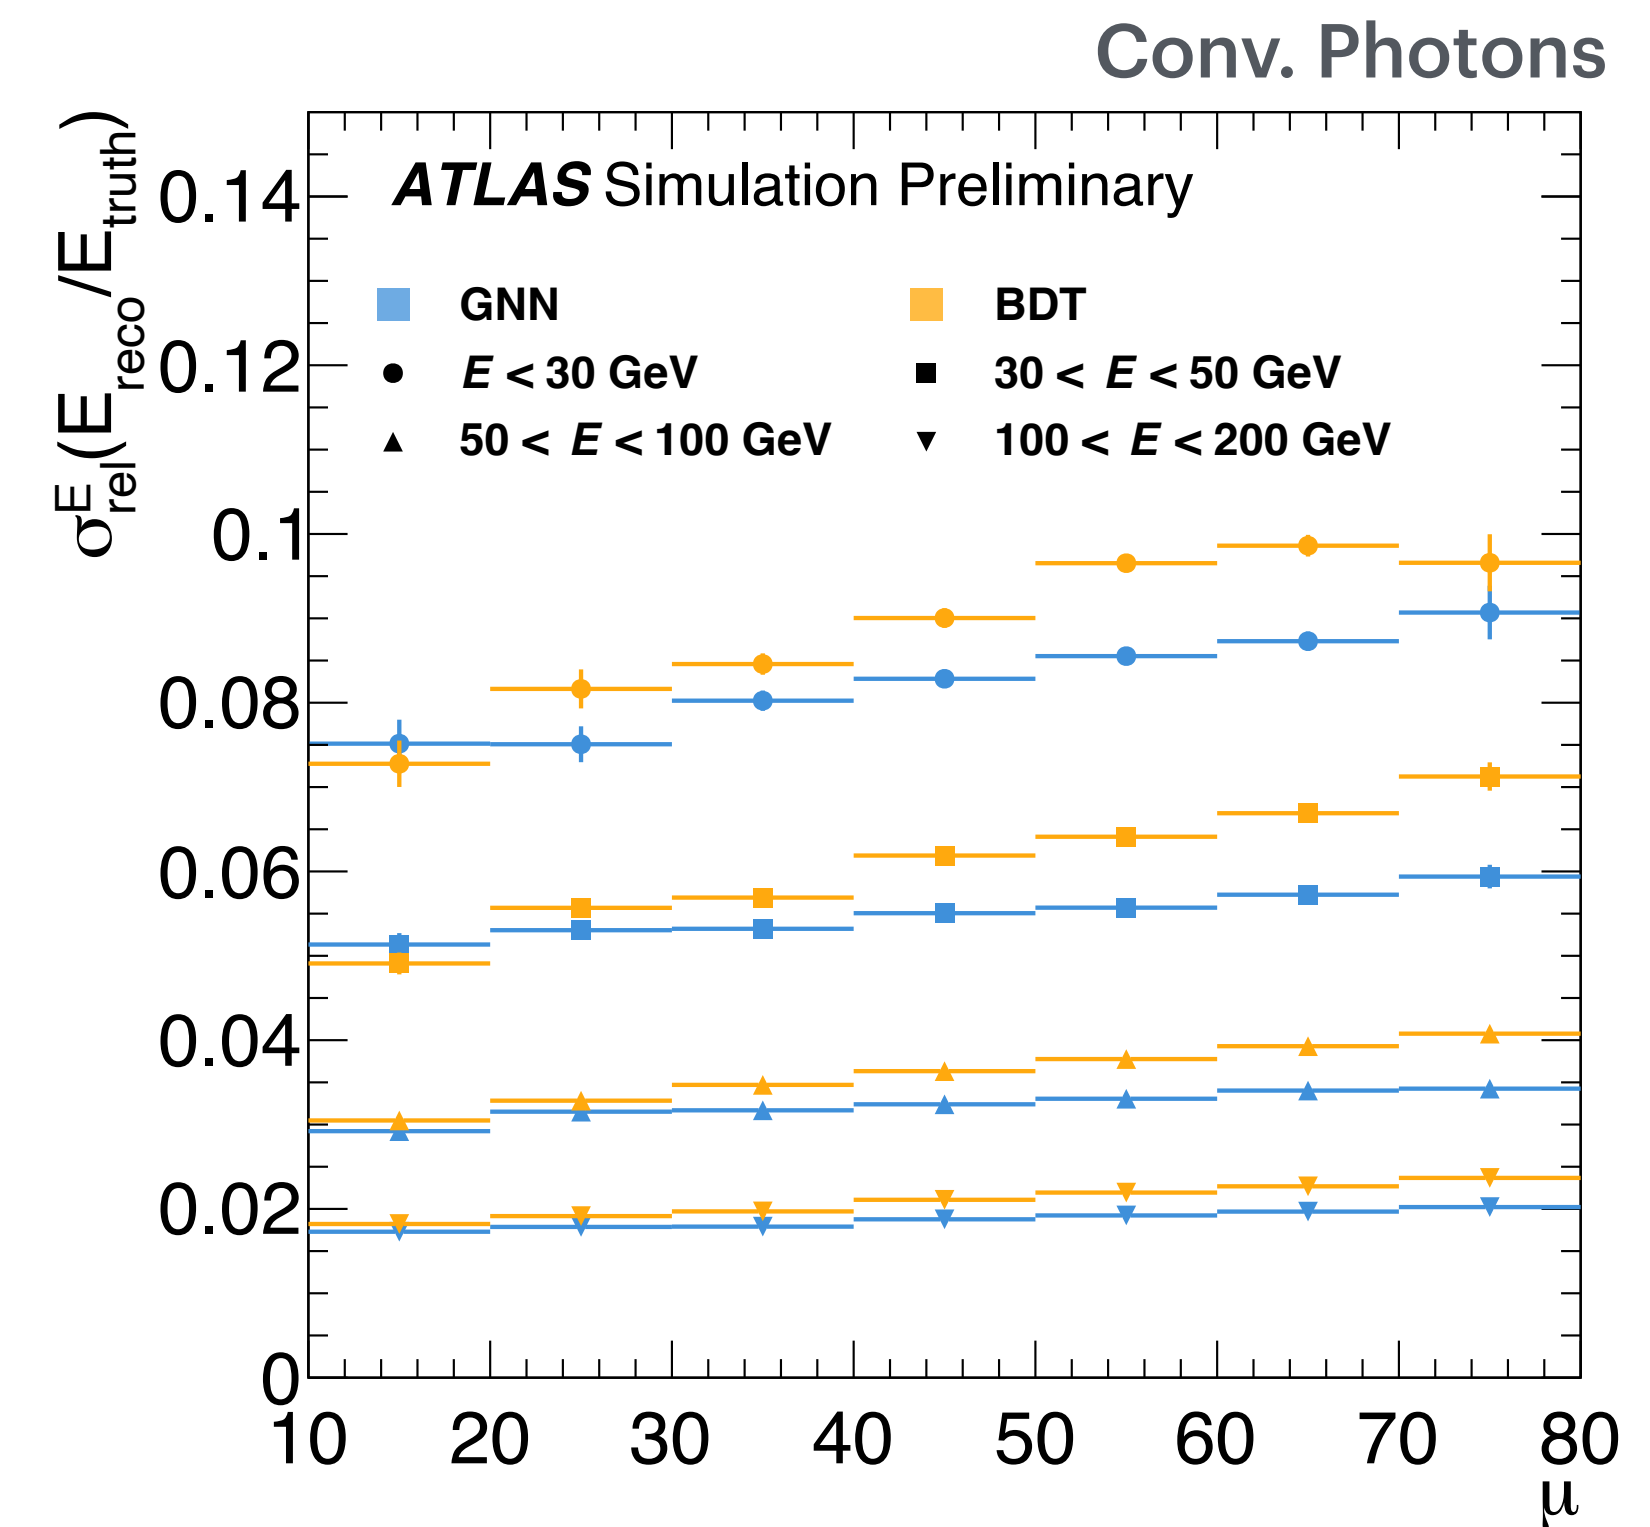 Conv. Photons
σ^E_rel(E_reco/E_truth)
ATLAS Simulation Preliminary
GNN BDT
E < 30 GeV 30 < E < 50 GeV
50 < E < 100 GeV 100 < E < 200 GeV
0.14
0.12
0.1
0.08
0.06
0.04
0.02
0
10 20 30 40 50 60 70 80
μ